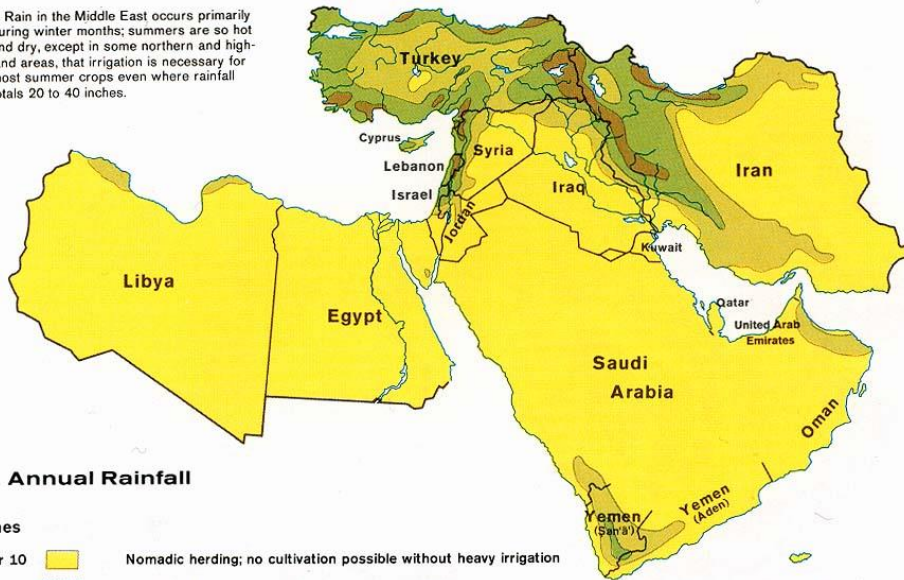 Rain in the Middle East occurs primarily
uring winter months; summers are so hot
nd dry, except in some northern and high-
and areas, that irrigation is necessary for
nost summer crops even where rainfall
otals 20 to 40 inches.
Turkey
Cyprus
Lebanon
Syria
Israel
Iraq
Iran
Jordan
Kuwait
Libya
Egypt
Qatar
United Arab
Emirates
Saudi
Arabia
Oman
Annual Rainfall
Yemen
(Ṣan'ā')
Yemen
(Aden)
nes
r 10
Nomadic herding; no cultivation possible without heavy irrigation